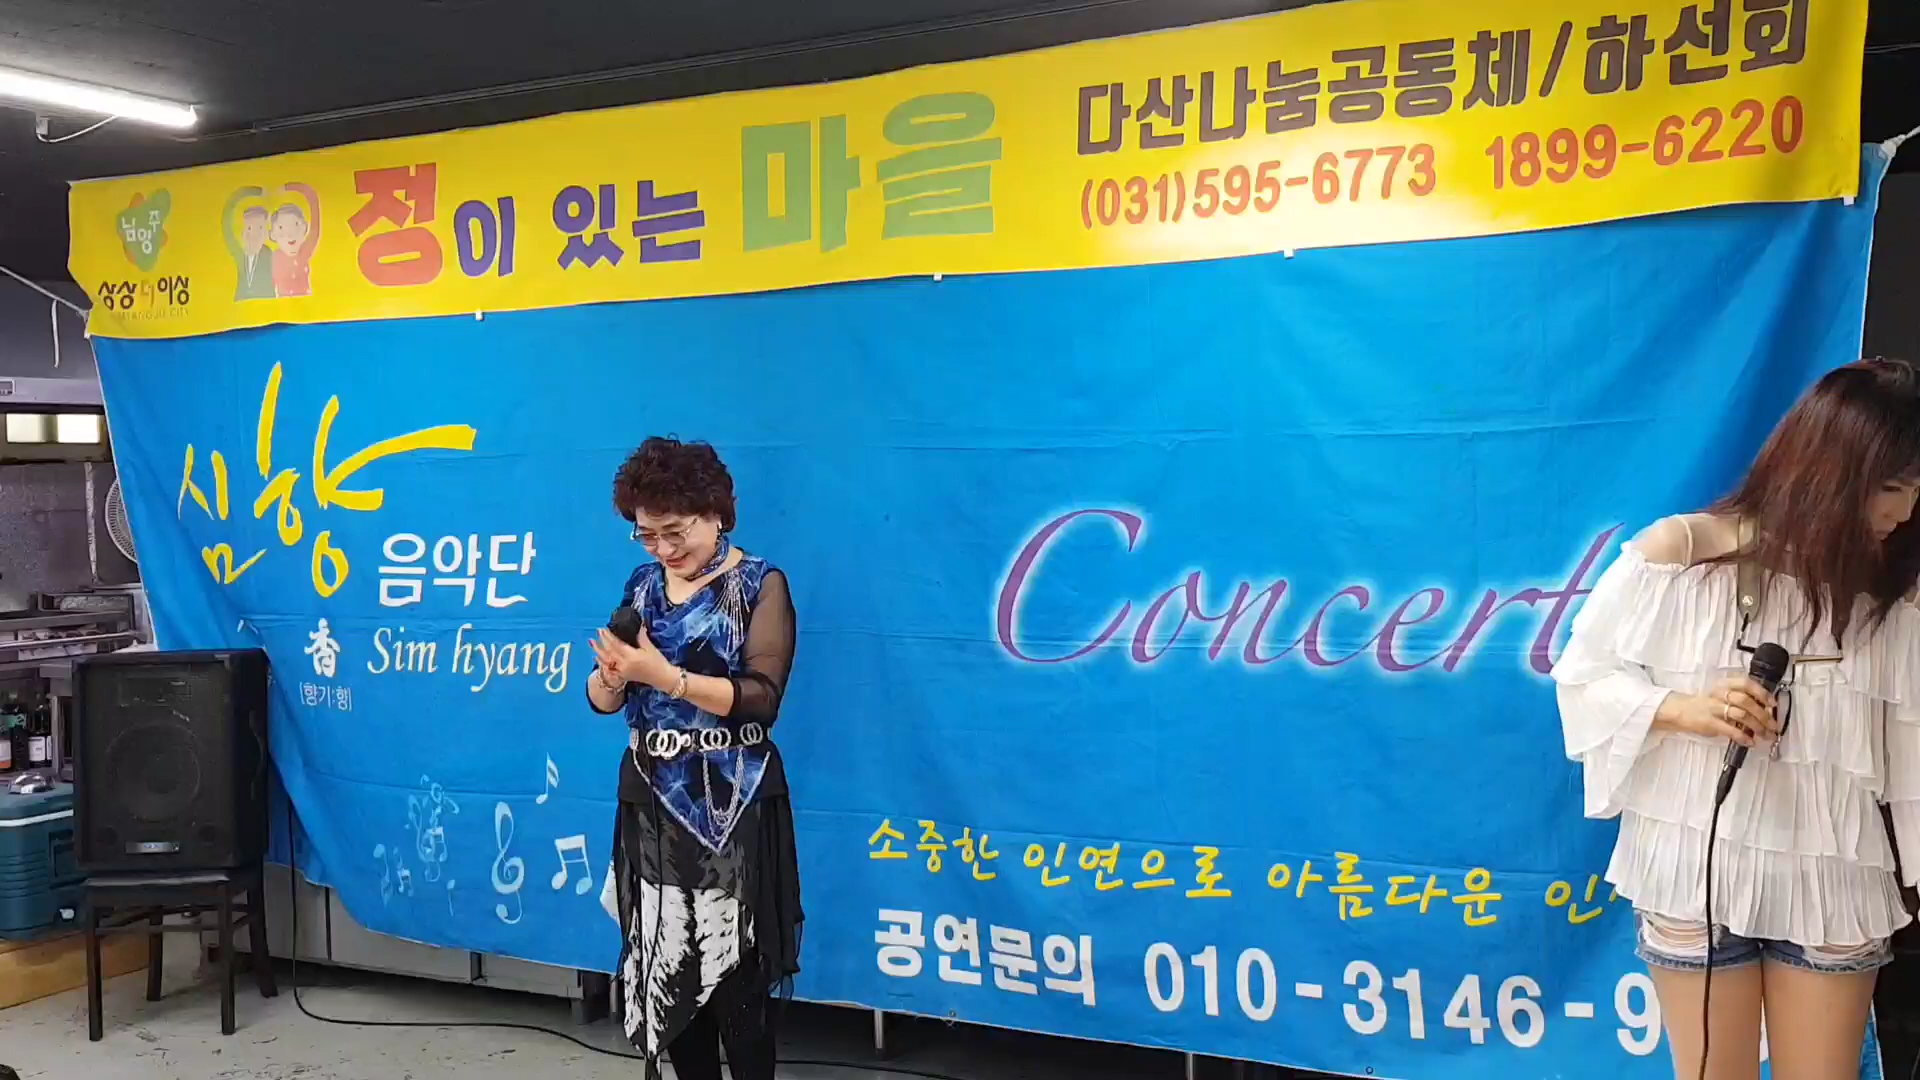 남양주
상상 더 이상
NAMYANGJU CITY
정이 있는 마을
다산나눔공동체/하선회
(031)595-6773 1899-6220
심향
음악단
香 Sim hyang
(향기:향)
Concert
소중한 인연으로 아름다운 인
공연문의 010-3146-9